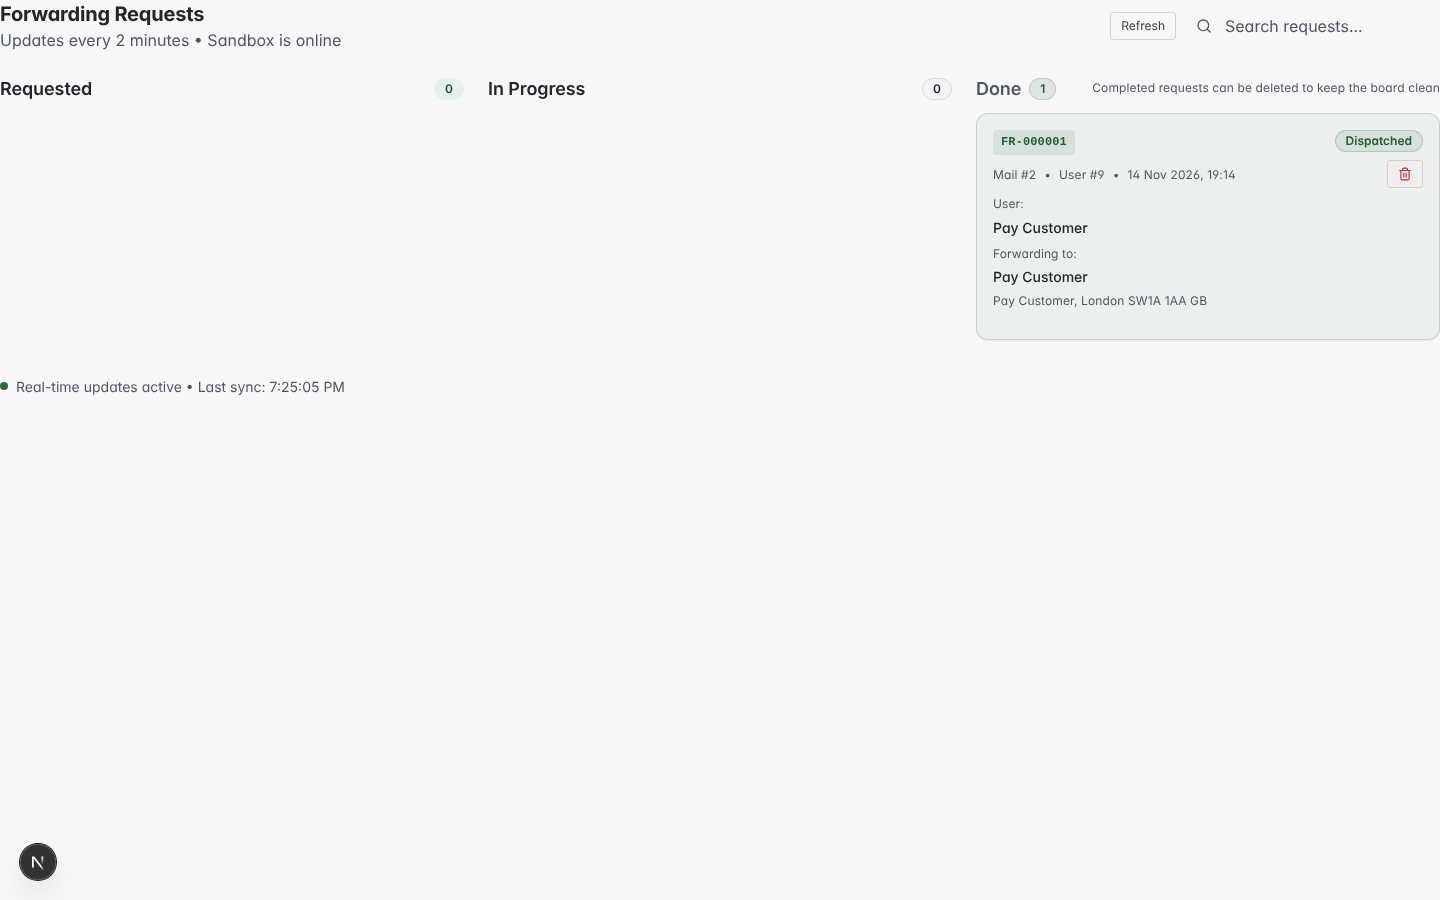 Forwarding Requests
Updates every 2 minutes • Sandbox is online
Refresh
Search requests...
Requested 0
In Progress 0
Done 1 Completed requests can be deleted to keep the board clean
FR-000001 Dispatched
Mail #2 • User #9 • 14 Nov 2026, 19:14
User:
Pay Customer
Forwarding to:
Pay Customer
Pay Customer, London SW1A 1AA GB
Real-time updates active • Last sync: 7:25:05 PM
N